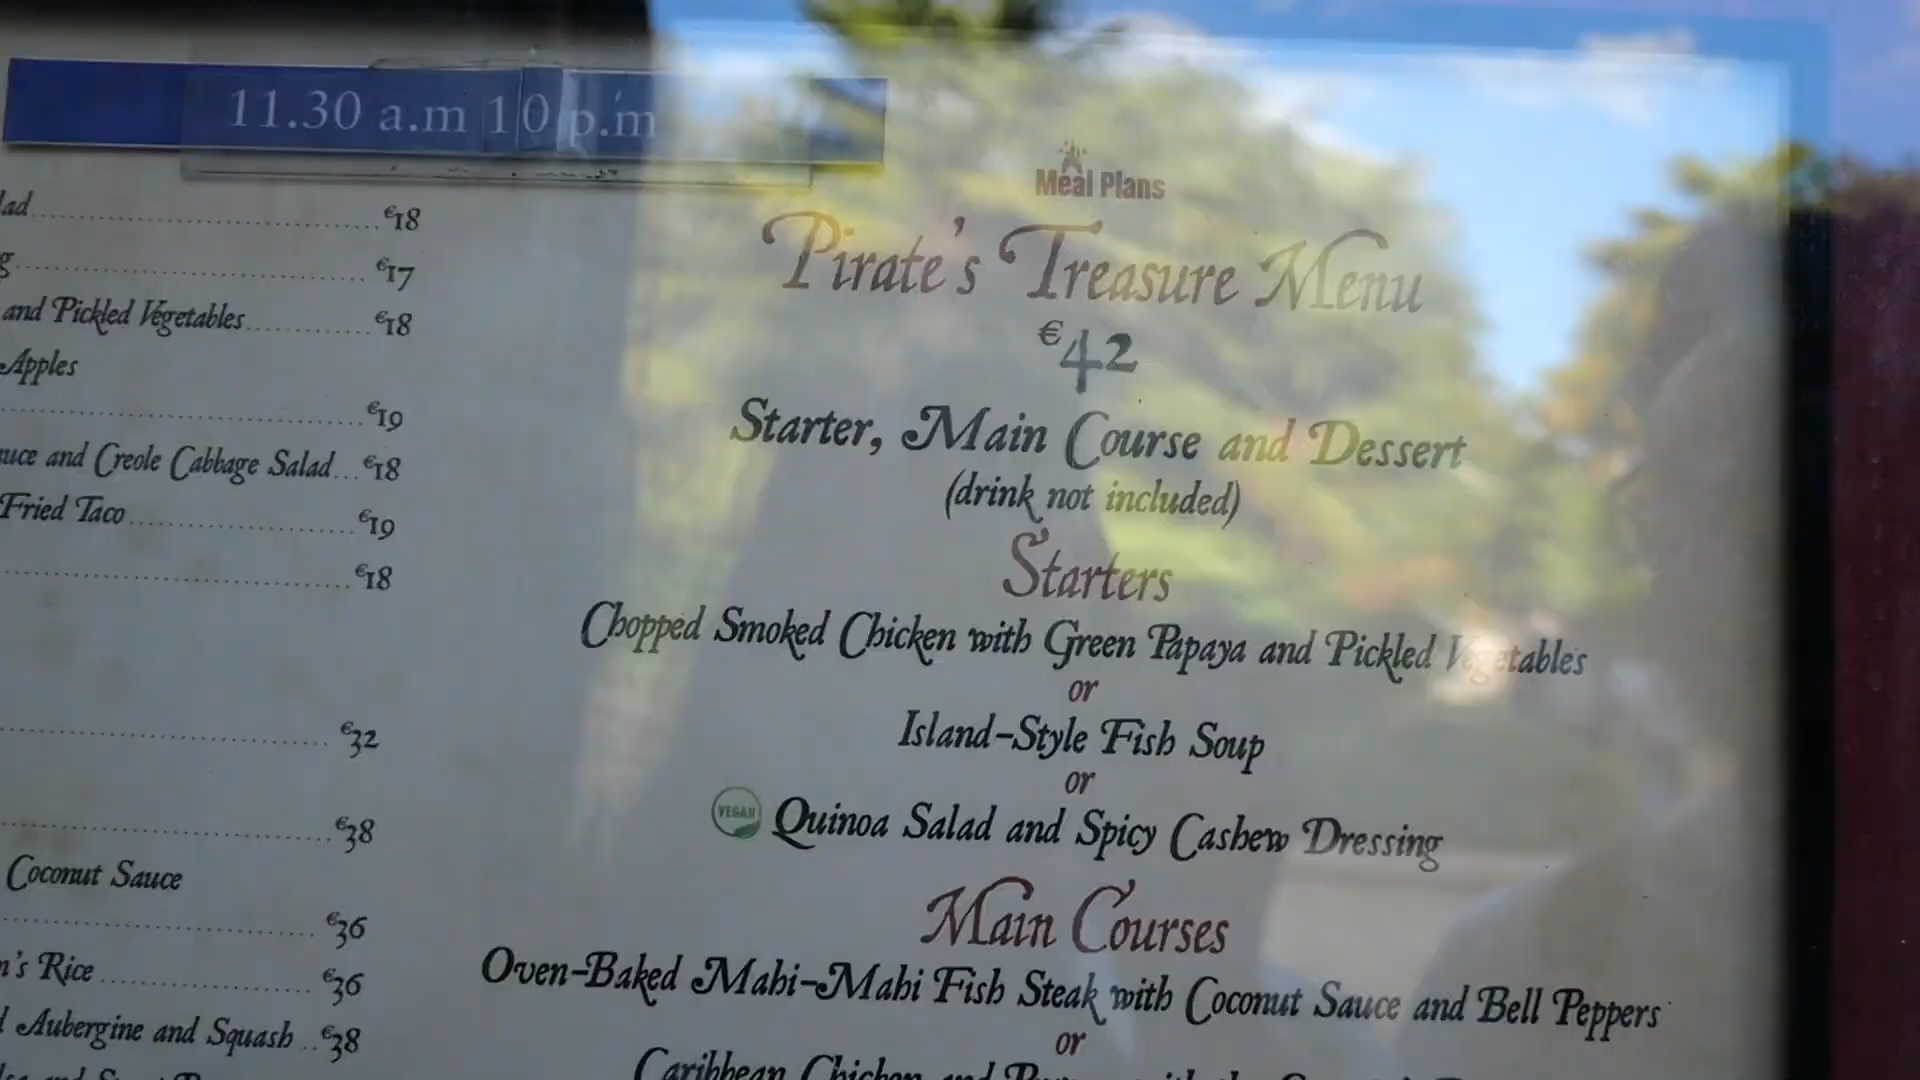 11.30 a.m 10 p.m
lad ... €18
g ... €17
and Pickled Vegetables ... €18
Apples
... €19
uce and Creole Cabbage Salad ... €18
Fried Taco ... €19
... €18
... €32
... €38
Coconut Sauce
... €36
n's Rice ... €36
Aubergine and Squash ... €38
Meal Plans
Pirate's Treasure Menu
€42
Starter, Main Course and Dessert
(drink not included)
Starters
Chopped Smoked Chicken with Green Papaya and Pickled Vegetables
or
Island-Style Fish Soup
or
VEGAN Quinoa Salad and Spicy Cashew Dressing
Main Courses
Oven-Baked Mahi-Mahi Fish Steak with Coconut Sauce and Bell Peppers
or
Caribbean Chicken and